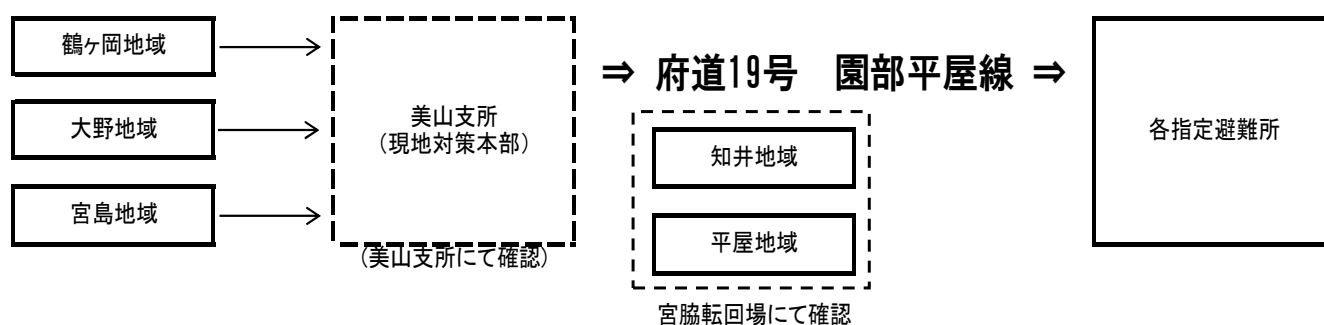 鶴ヶ岡地域
大野地域
宮島地域
美山支所
(現地対策本部)
(美山支所にて確認)
⇒ 府道19号　園部平屋線 ⇒
知井地域
平屋地域
宮脇転回場にて確認
各指定避難所